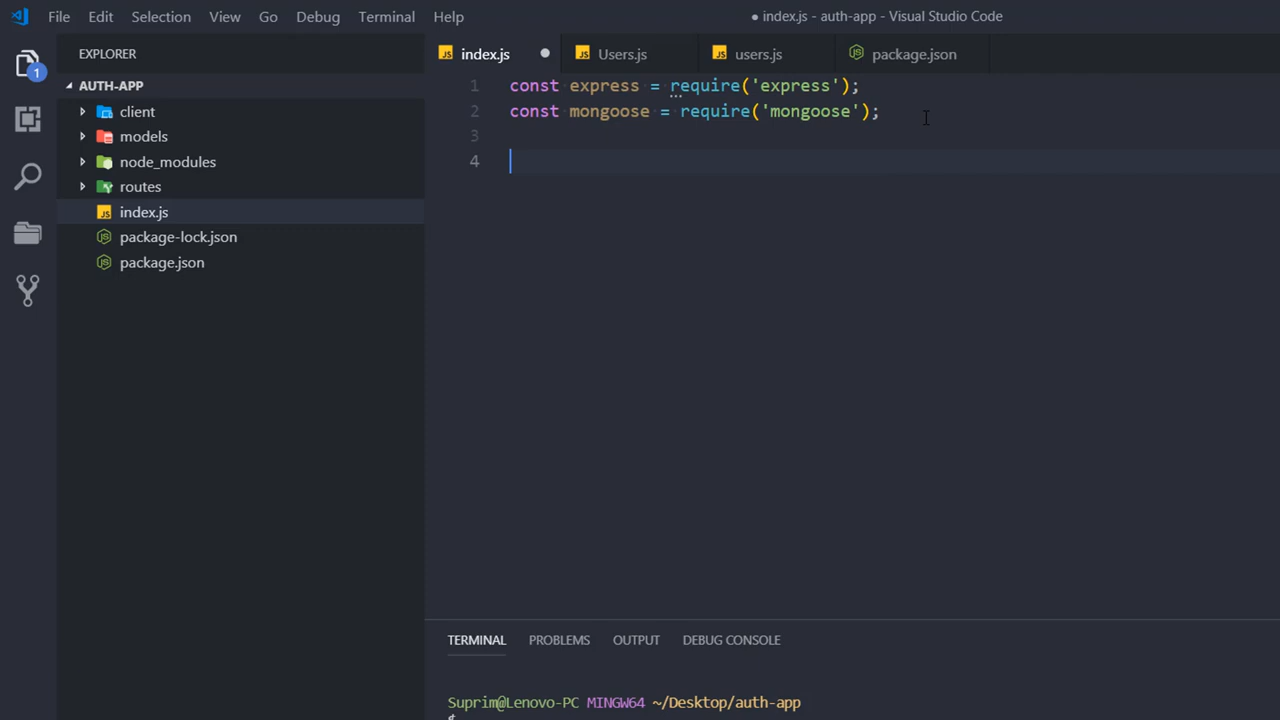 File Edit Selection View Go Debug Terminal Help
● index.js - auth-app - Visual Studio Code
1
EXPLORER
AUTH-APP
client
models
node_modules
routes
index.js
package-lock.json
package.json
index.js Users.js users.js package.json
1 const express = require('express');
2 const mongoose = require('mongoose');
3
4
TERMINAL PROBLEMS OUTPUT DEBUG CONSOLE
Suprim@Lenovo-PC MINGW64 ~/Desktop/auth-app
$